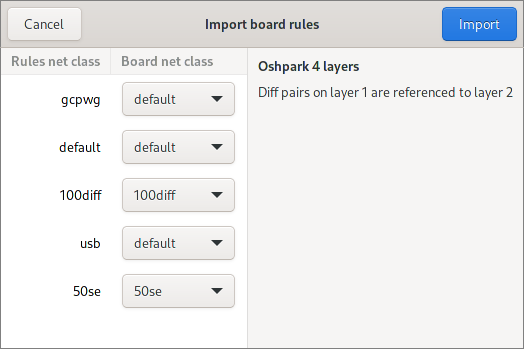 Cancel Import board rules Import
Rules net class Board net class
gcpwg default
default default
100diff 100diff
usb default
50se 50se
Oshpark 4 layers
Diff pairs on layer 1 are referenced to layer 2